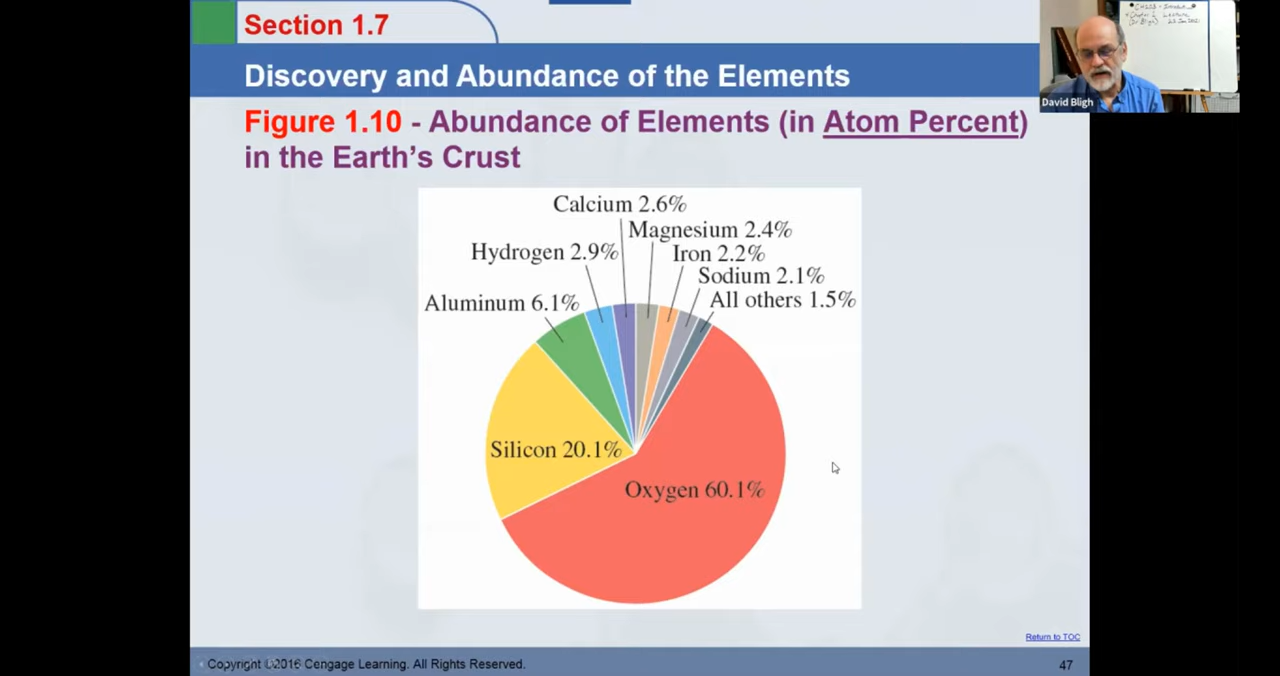 Section 1.7
Discovery and Abundance of the Elements
Figure 1.10 - Abundance of Elements (in Atom Percent)
in the Earth's Crust
David Bligh
Calcium 2.6%
Magnesium 2.4%
Hydrogen 2.9%
Iron 2.2%
Sodium 2.1%
Aluminum 6.1%
All others 1.5%
Silicon 20.1%
Oxygen 60.1%
Return to TOC
Copyright ©2016 Cengage Learning. All Rights Reserved.
47